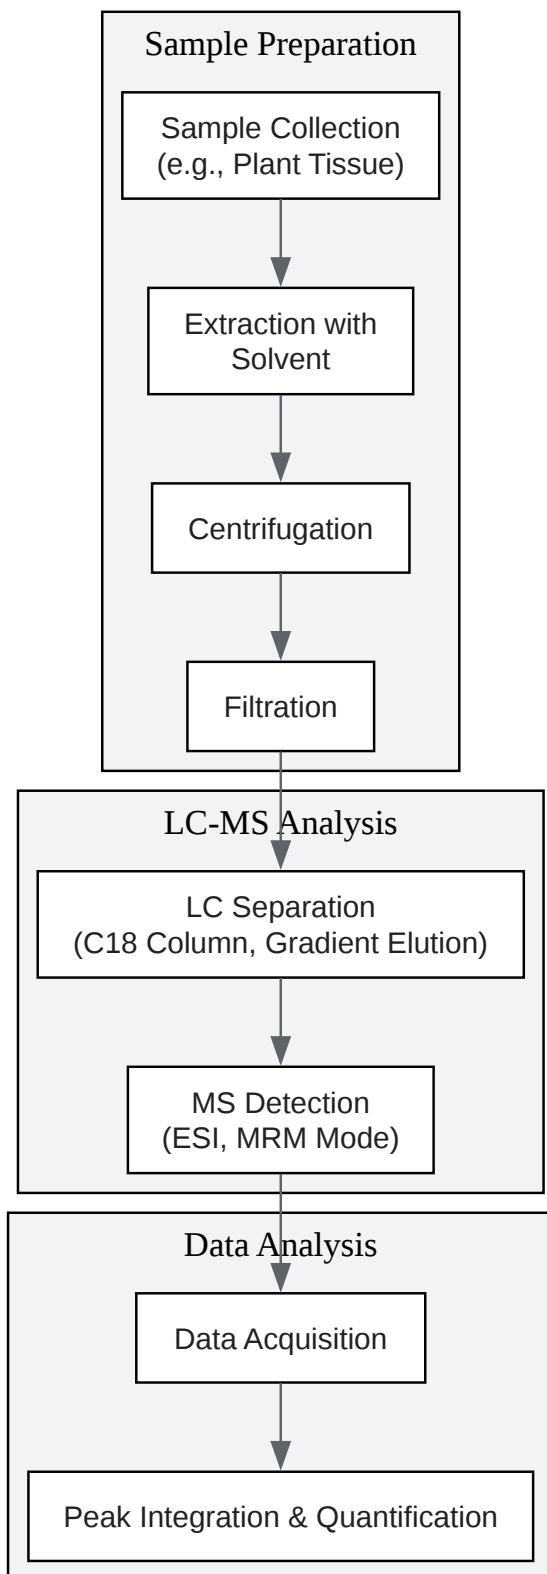 Sample Preparation
Sample Collection
(e.g., Plant Tissue)
Extraction with
Solvent
Centrifugation
Filtration
LC-MS Analysis
LC Separation
(C18 Column, Gradient Elution)
MS Detection
(ESI, MRM Mode)
Data Analysis
Data Acquisition
Peak Integration & Quantification